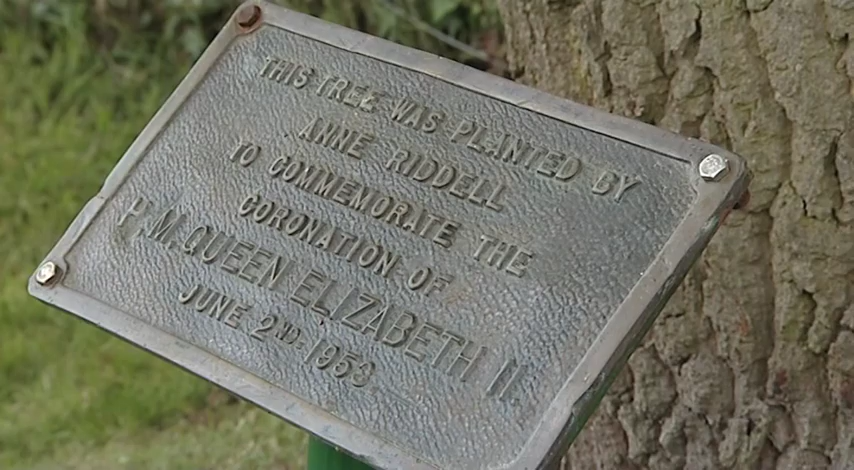 THIS TREE WAS PLANTED BY
ANNE RIDDELL
TO COMMEMORATE THE
CORONATION OF
H.M. QUEEN ELIZABETH II.
JUNE 2ND. 1953